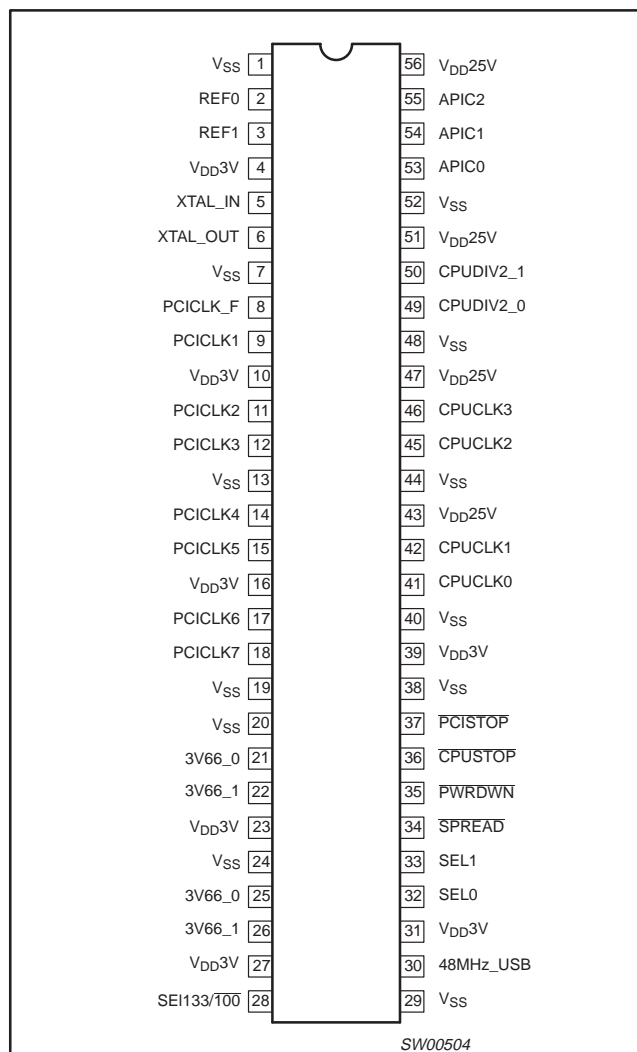 VSS 1 56 VDD25V
REF0 2 55 APIC2
REF1 3 54 APIC1
VDD3V 4 53 APIC0
XTAL_IN 5 52 VSS
XTAL_OUT 6 51 VDD25V
VSS 7 50 CPUDIV2_1
PCICLK_F 8 49 CPUDIV2_0
PCICLK1 9 48 VSS
VDD3V 10 47 VDD25V
PCICLK2 11 46 CPUCLK3
PCICLK3 12 45 CPUCLK2
VSS 13 44 VSS
PCICLK4 14 43 VDD25V
PCICLK5 15 42 CPUCLK1
VDD3V 16 41 CPUCLK0
PCICLK6 17 40 VSS
PCICLK7 18 39 VDD3V
VSS 19 38 VSS
VSS 20 37 PCISTOP
3V66_0 21 36 CPUSTOP
3V66_1 22 35 PWRDWN
VDD3V 23 34 SPREAD
VSS 24 33 SEL1
3V66_0 25 32 SEL0
3V66_1 26 31 VDD3V
VDD3V 27 30 48MHz_USB
SEI133/100 28 29 VSS
SW00504